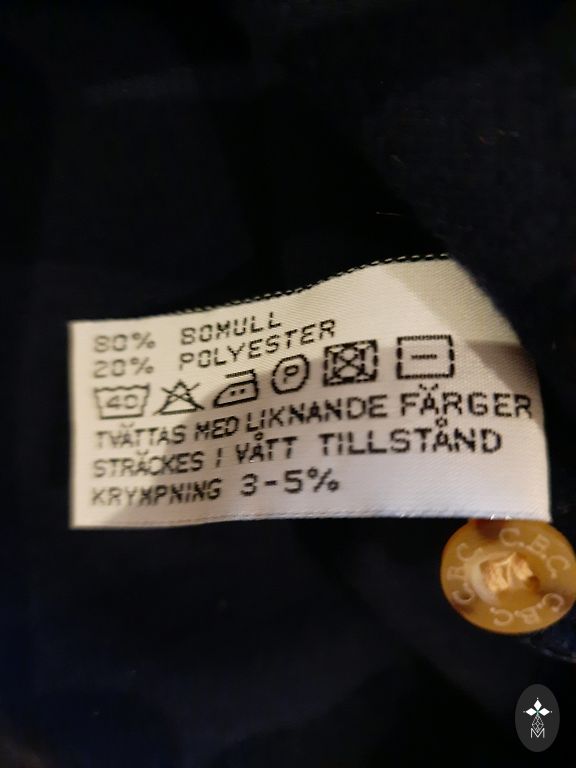 80% BOMULL
20% POLYESTER
40 P
TVÄTTAS MED LIKNANDE FÄRGER
STRÄCKES I VÅTT TILLSTÅND
KRYMPNING 3-5%
C.B.C. C.B.C. C.B.C.
M